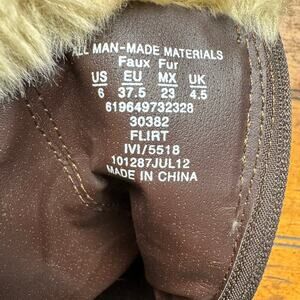 ALL MAN-MADE MATERIALS
Faux Fur
US EU MX UK
6 37.5 23 4.5
619649732328
30382
FLIRT
IVI/5518
101287JUL12
MADE IN CHINA